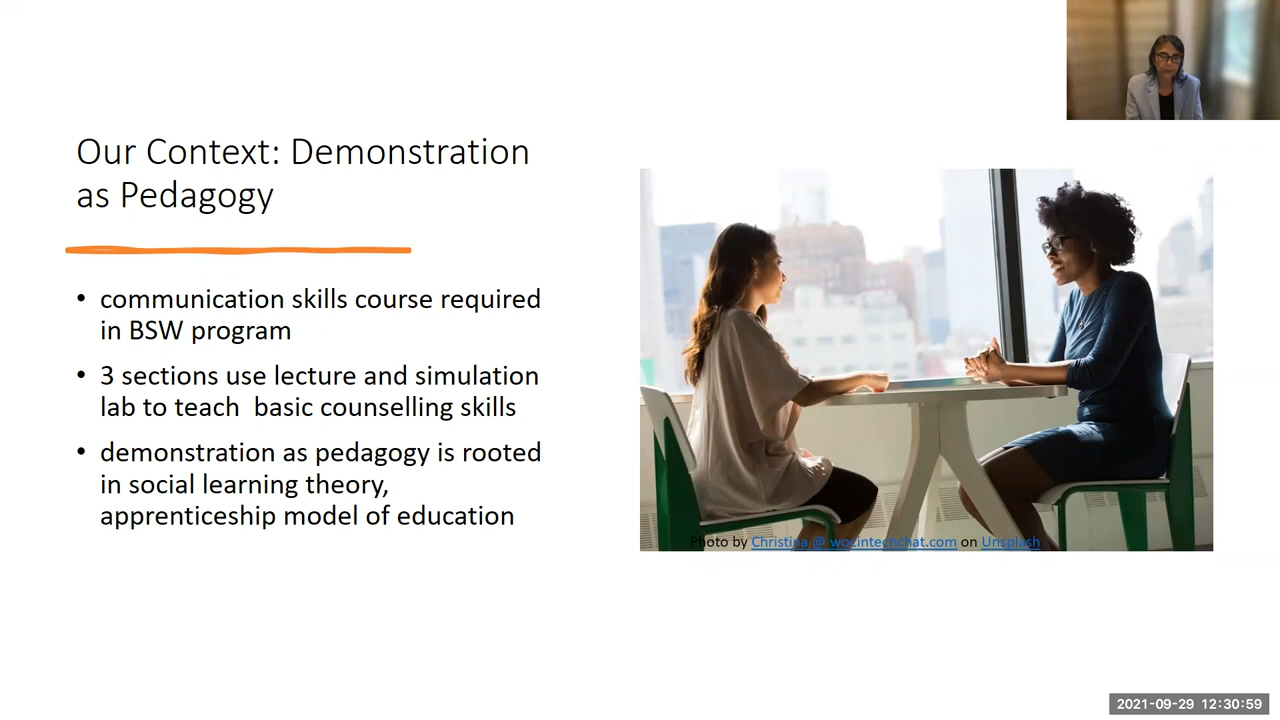 Our Context: Demonstration
as Pedagogy
• communication skills course required
in BSW program
• 3 sections use lecture and simulation
lab to teach basic counselling skills
• demonstration as pedagogy is rooted
in social learning theory,
apprenticeship model of education
Photo by Christina @ wocintechchat.com on Unsplash
2021-09-29 12:30:59